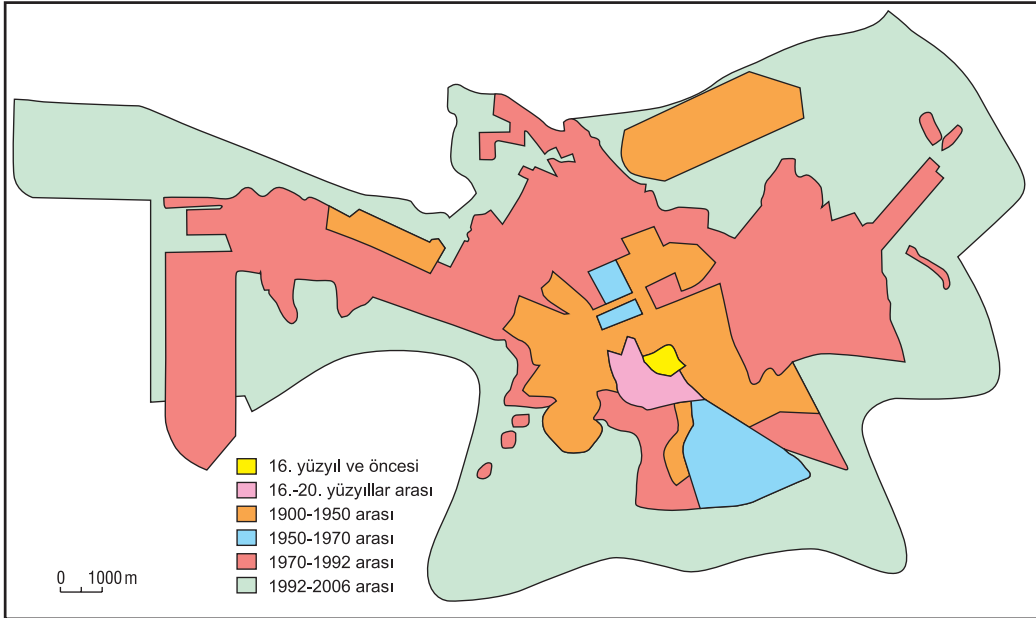 16. yüzyıl ve öncesi
16.-20. yüzyıllar arası
1900-1950 arası
1950-1970 arası
1970-1992 arası
1992-2006 arası
0 1000 m